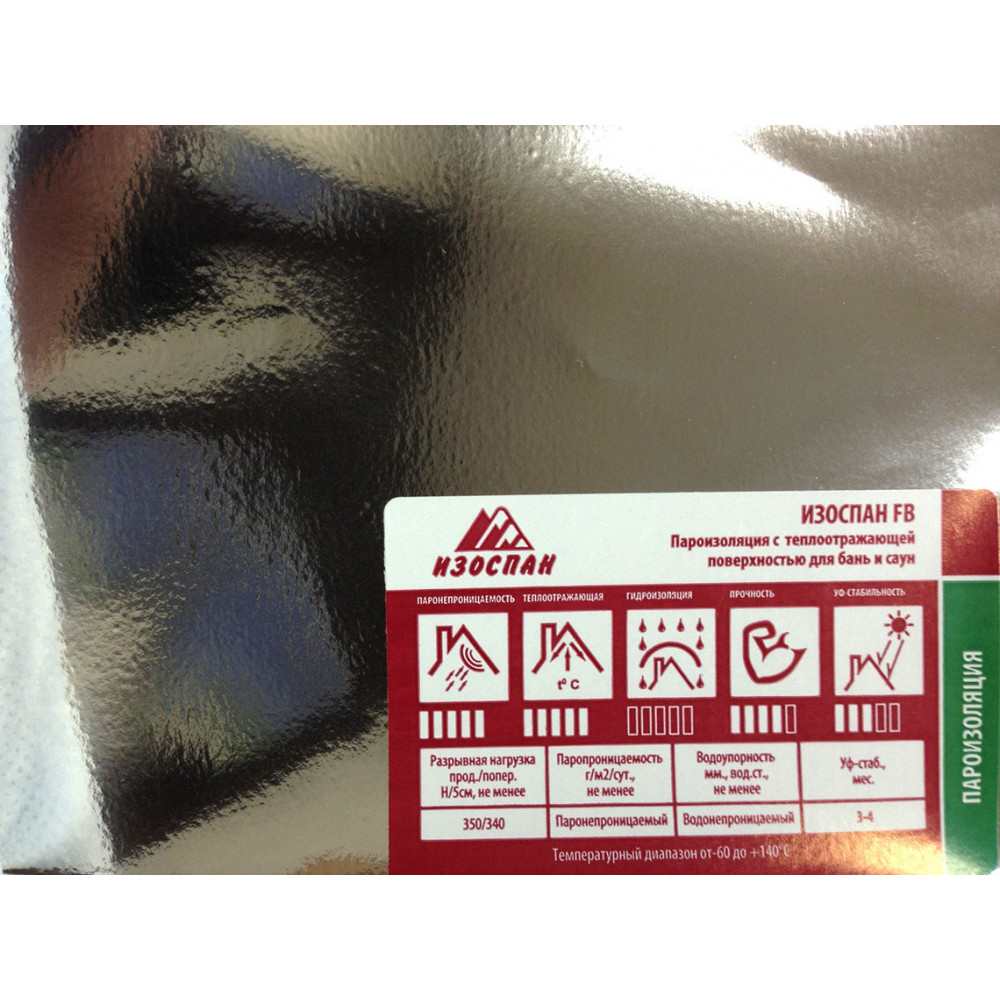 ИЗОСПАН
ИЗОСПАН FB
Пароизоляция с теплоотражающей
поверхностью для бань и саун
ПАРОНЕПРОНИЦАЕМОСТЬ ТЕПЛООТРАЖАЮЩАЯ ГИДРОИЗОЛЯЦИЯ ПРОЧНОСТЬ УФ-СТАБИЛЬНОСТЬ
t° C
Разрывная нагрузка
прод./попер.
Н/5см, не менее
Паропроницаемость
г/м2/сут.,
не менее
Водоупорность
мм., вод.ст.,
не менее
Уф-стаб.,
мес.
350/340 Паронепроницаемый Водонепроницаемый 3-4
Температурный диапазон от-60 до +140°С
ПАРОИЗОЛЯЦИЯ